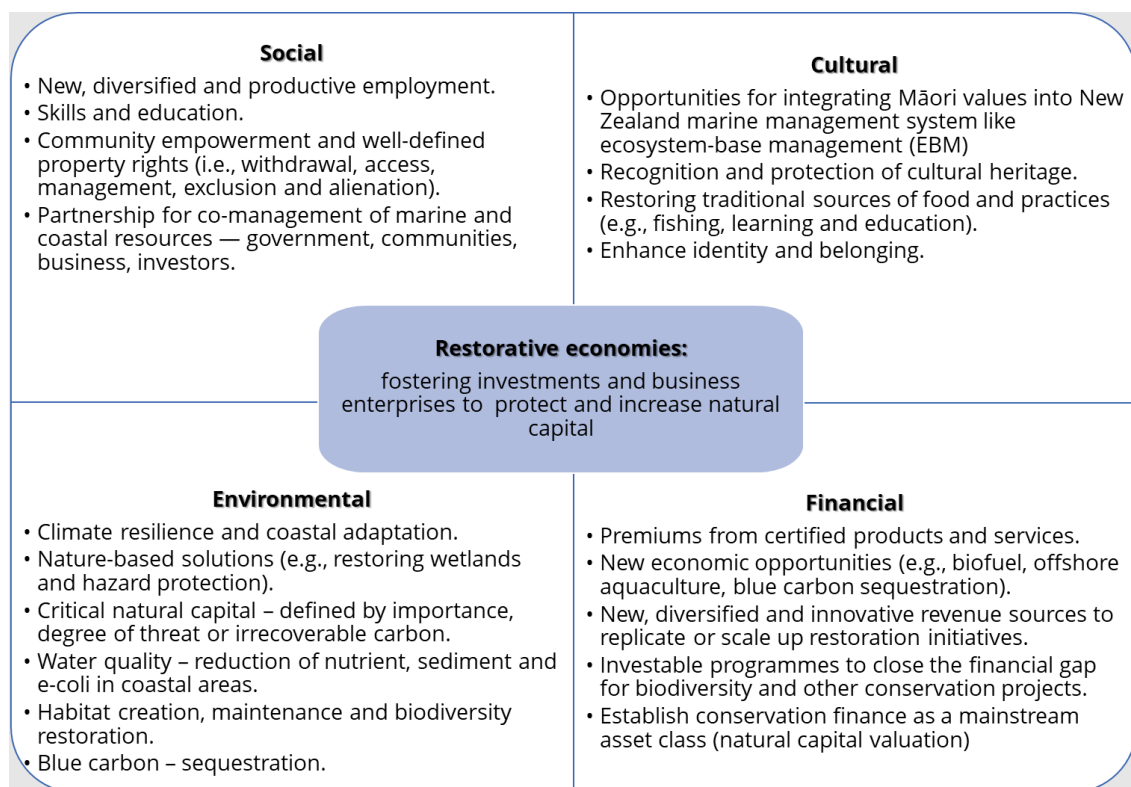 Social
• New, diversified and productive employment.
• Skills and education.
• Community empowerment and well-defined
property rights (i.e., withdrawal, access,
management, exclusion and alienation).
• Partnership for co-management of marine and
coastal resources — government, communities,
business, investors.
Cultural
• Opportunities for integrating Māori values into New
Zealand marine management system like
ecosystem-base management (EBM)
• Recognition and protection of cultural heritage.
• Restoring traditional sources of food and practices
(e.g., fishing, learning and education).
• Enhance identity and belonging.
Restorative economies:
fostering investments and business
enterprises to protect and increase natural
capital
Environmental
• Climate resilience and coastal adaptation.
• Nature-based solutions (e.g., restoring wetlands
and hazard protection).
• Critical natural capital – defined by importance,
degree of threat or irrecoverable carbon.
• Water quality – reduction of nutrient, sediment and
e-coli in coastal areas.
• Habitat creation, maintenance and biodiversity
restoration.
• Blue carbon – sequestration.
Financial
• Premiums from certified products and services.
• New economic opportunities (e.g., biofuel, offshore
aquaculture, blue carbon sequestration).
• New, diversified and innovative revenue sources to
replicate or scale up restoration initiatives.
• Investable programmes to close the financial gap
for biodiversity and other conservation projects.
• Establish conservation finance as a mainstream
asset class (natural capital valuation)